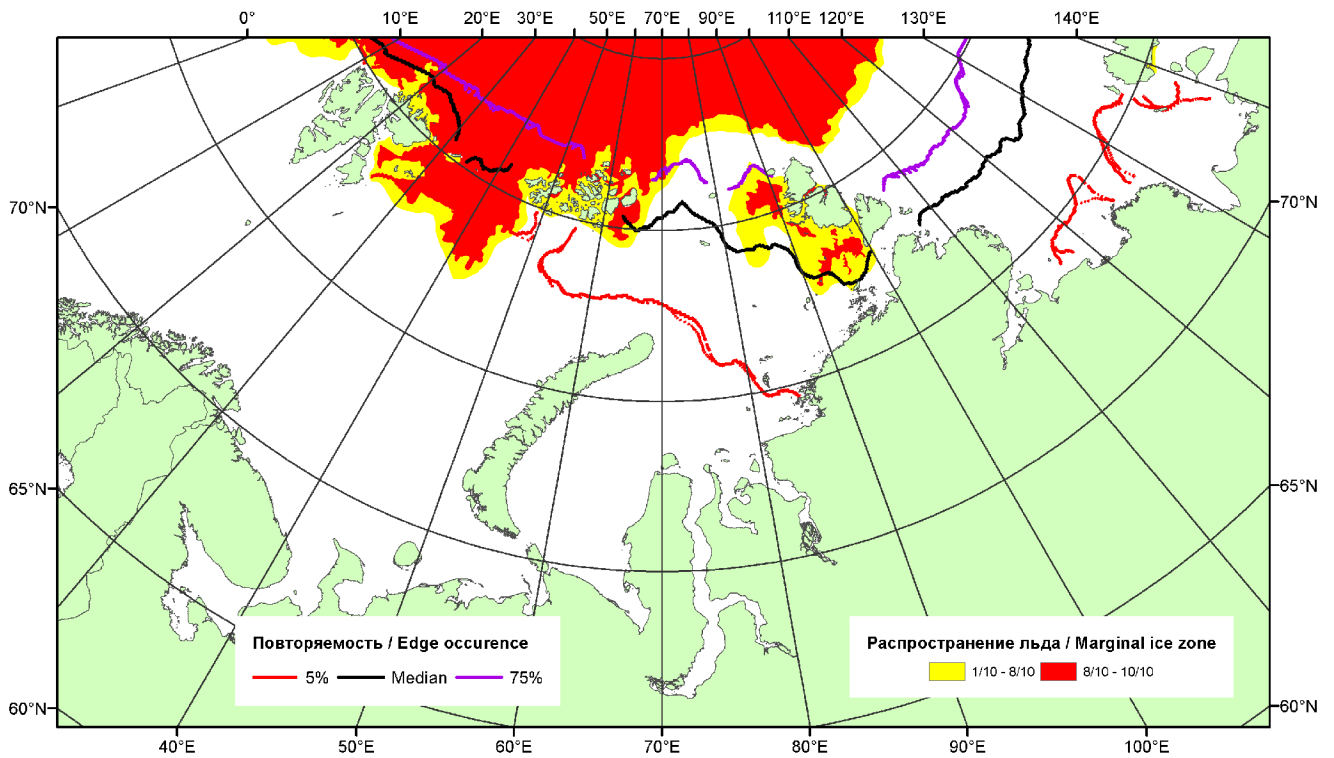 0° 10°E 20°E 30°E 50°E 70°E 90°E 110°E 120°E 130°E 140°E
70°N 70°N
65°N 65°N
Повторяемость / Edge occurence
5% Median 75%
Распространение льда / Marginal ice zone
1/10 - 8/10 8/10 - 10/10
60°N 60°N
40°E 50°E 60°E 70°E 80°E 90°E 100°E